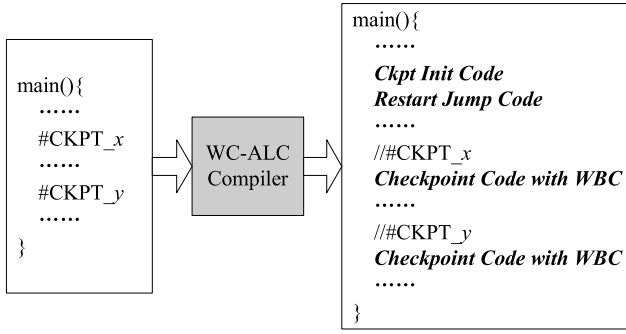 main(){
......
#CKPT_x
......
#CKPT_y
......
}
WC-ALC
Compiler
main(){
......
Ckpt Init Code
Restart Jump Code
......
//#CKPT_x
Checkpoint Code with WBC
......
//#CKPT_y
Checkpoint Code with WBC
......
}